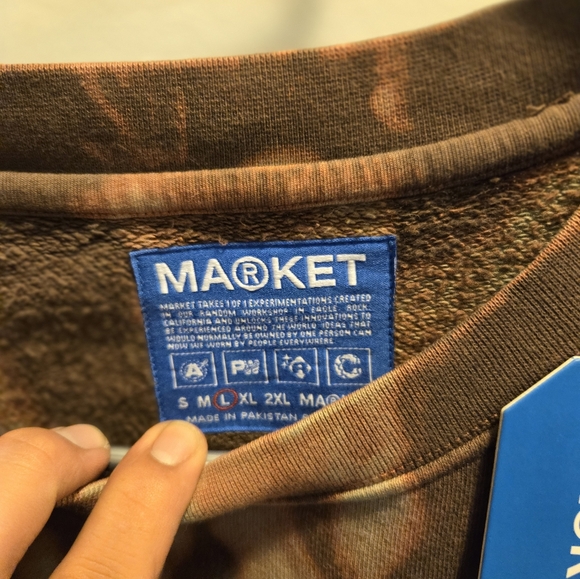 MA®KET
MARKET TAKES 1 OF 1 EXPERIMENTATIONS CREATED
IN OUR RANDOM WORKSHOP IN EAGLE ROCK,
CALIFORNIA AND UNLOCKS THESE INNOVATIONS TO
BE EXPERIENCED AROUND THE WORLD. IDEAS THAT
WOULD NORMALLY BE OWNED BY ONE PERSON CAN
NOW BE WORN BY PEOPLE EVERYWHERE
S M L XL 2XL MA®
MADE IN PAKISTAN